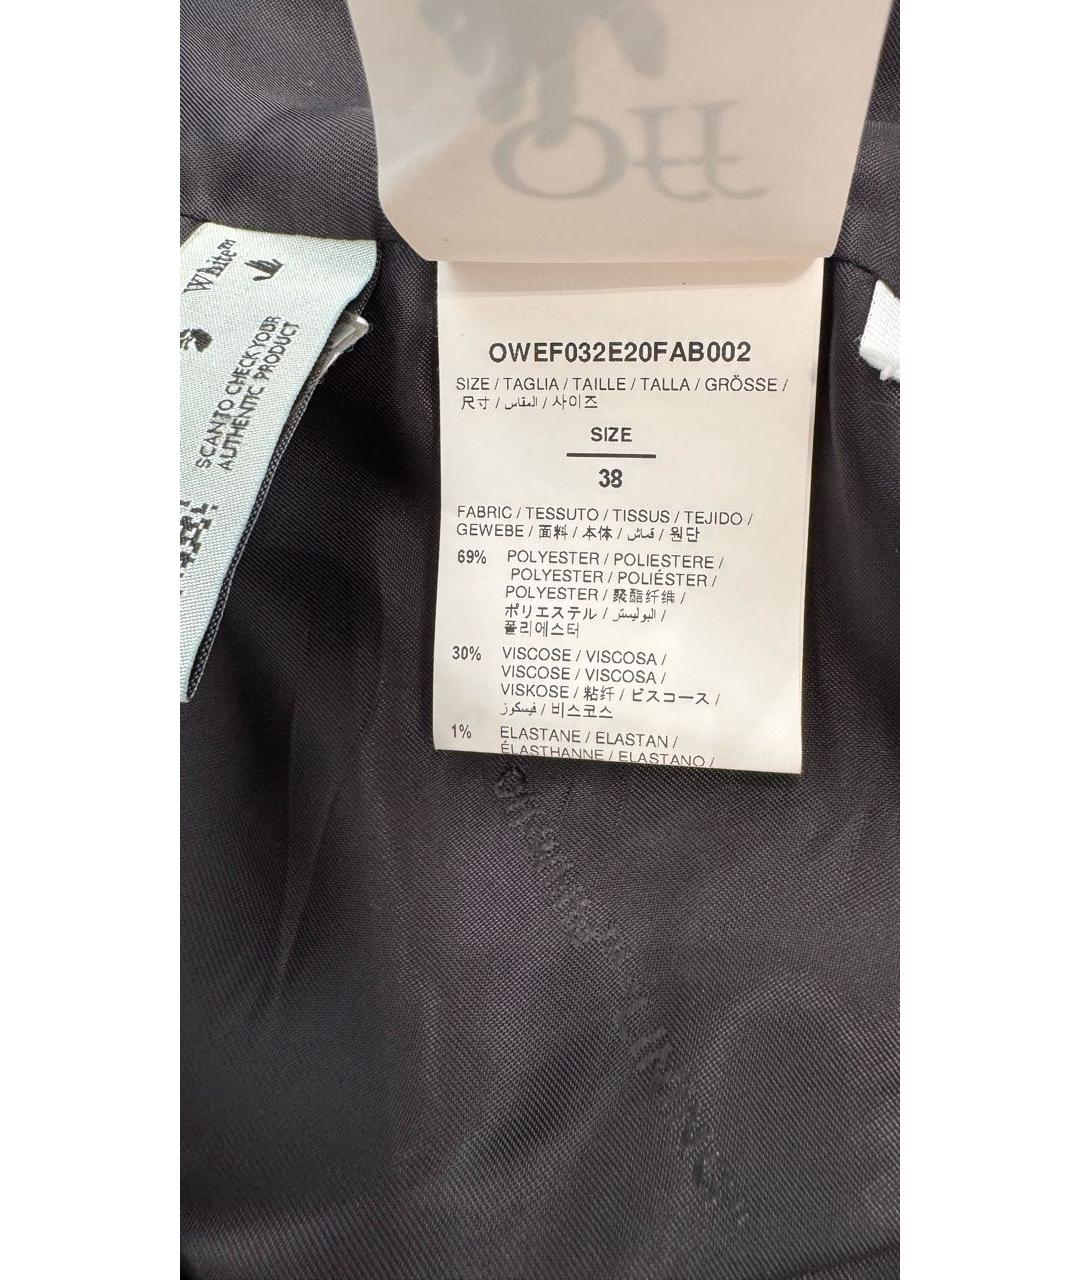 Off
White™
SCAN TO CHECK YOUR
AUTHENTIC PRODUCT
OWEF032E20FAB002
SIZE / TAGLIA / TAILLE / TALLA / GRÖSSE /
尺寸 / المقاس / 사이즈
SIZE
38
FABRIC / TESSUTO / TISSUS / TEJIDO /
GEWEBE / 面料 / 本体 / قماش / 원단
69% POLYESTER / POLIESTERE /
POLYESTER / POLIÉSTER /
POLYESTER / 聚酯纤维 /
ポリエステル / البوليستر /
폴리에스터
30% VISCOSE / VISCOSA /
VISCOSE / VISCOSA /
VISKOSE / 粘纤 / ビスコース /
فيسكوز / 비스코스
1% ELASTANE / ELASTAN /
ÉLASTHANNE / ELASTANO /